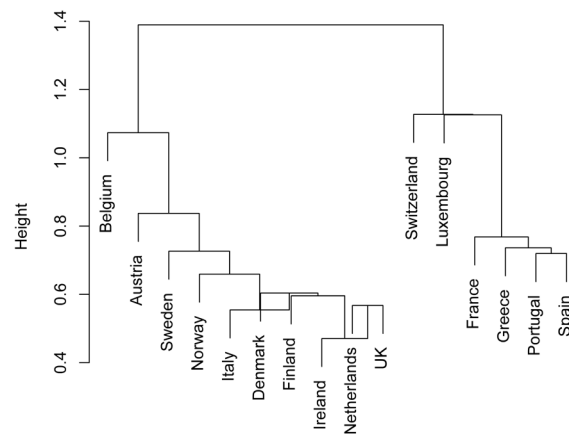 Height
1.4
1.2
1.0
0.8
0.6
0.4
Belgium
Austria
Sweden
Norway
Italy
Denmark
Finland
Ireland
Netherlands
UK
Switzerland
Luxembourg
France
Greece
Portugal
Spain